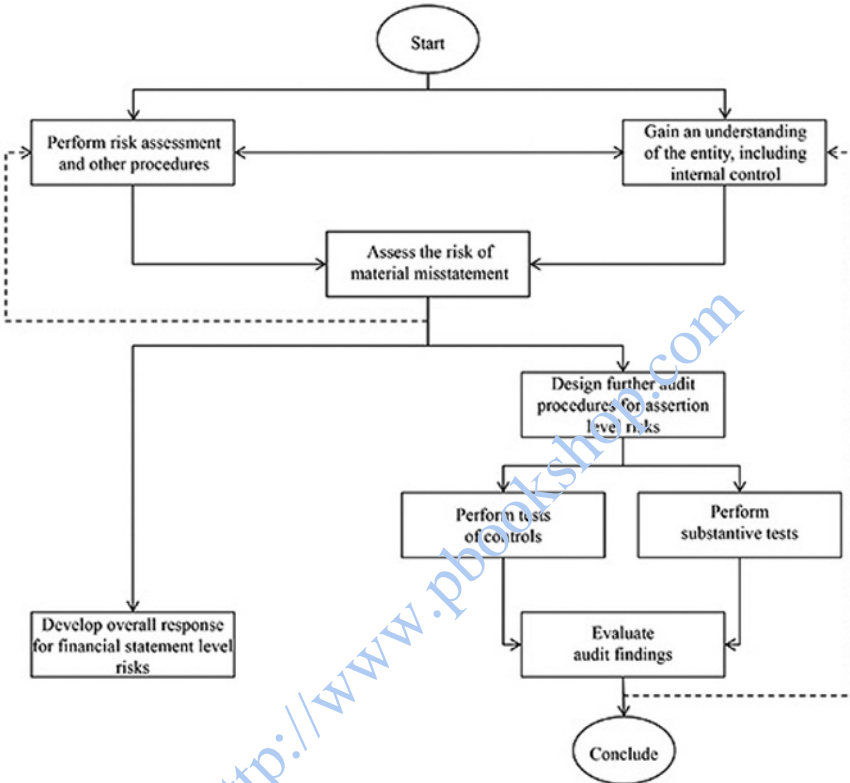 Start
Perform risk assessment
and other procedures
Gain an understanding
of the entity, including
internal control
Assess the risk of
material misstatement
Design further audit
procedures for assertion
level risks
Perform tests
of controls
Perform
substantive tests
Develop overall response
for financial statement level
risks
Evaluate
audit findings
Conclude
http://www.pbookshop.com